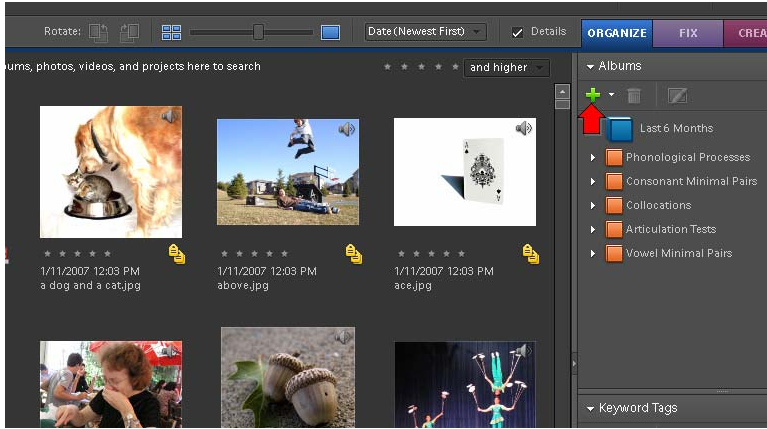 Rotate:
Date (Newest First)
Details
ORGANIZE
FIX
CREA
ums, photos, videos, and projects here to search
and higher
Albums
Last 6 Months
Phonological Processes
Consonant Minimal Pairs
Collocations
Articulation Tests
Vowel Minimal Pairs
1/11/2007 12:03 PM
a dog and a cat.jpg
1/11/2007 12:03 PM
above.jpg
A
A
1/11/2007 12:03 PM
ace.jpg
Keyword Tags